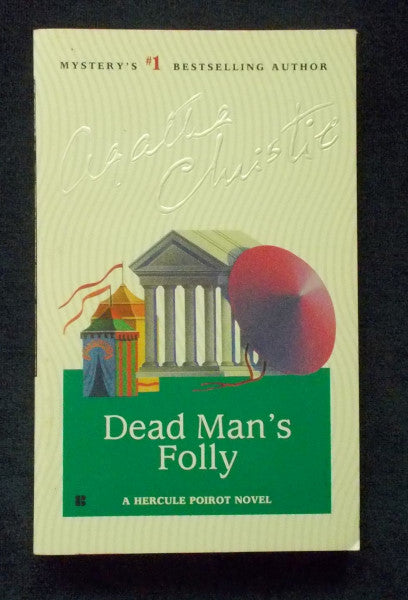 MYSTERY'S #1 BESTSELLING AUTHOR
Agatha
Christie
Dead Man's
Folly
A HERCULE POIROT NOVEL